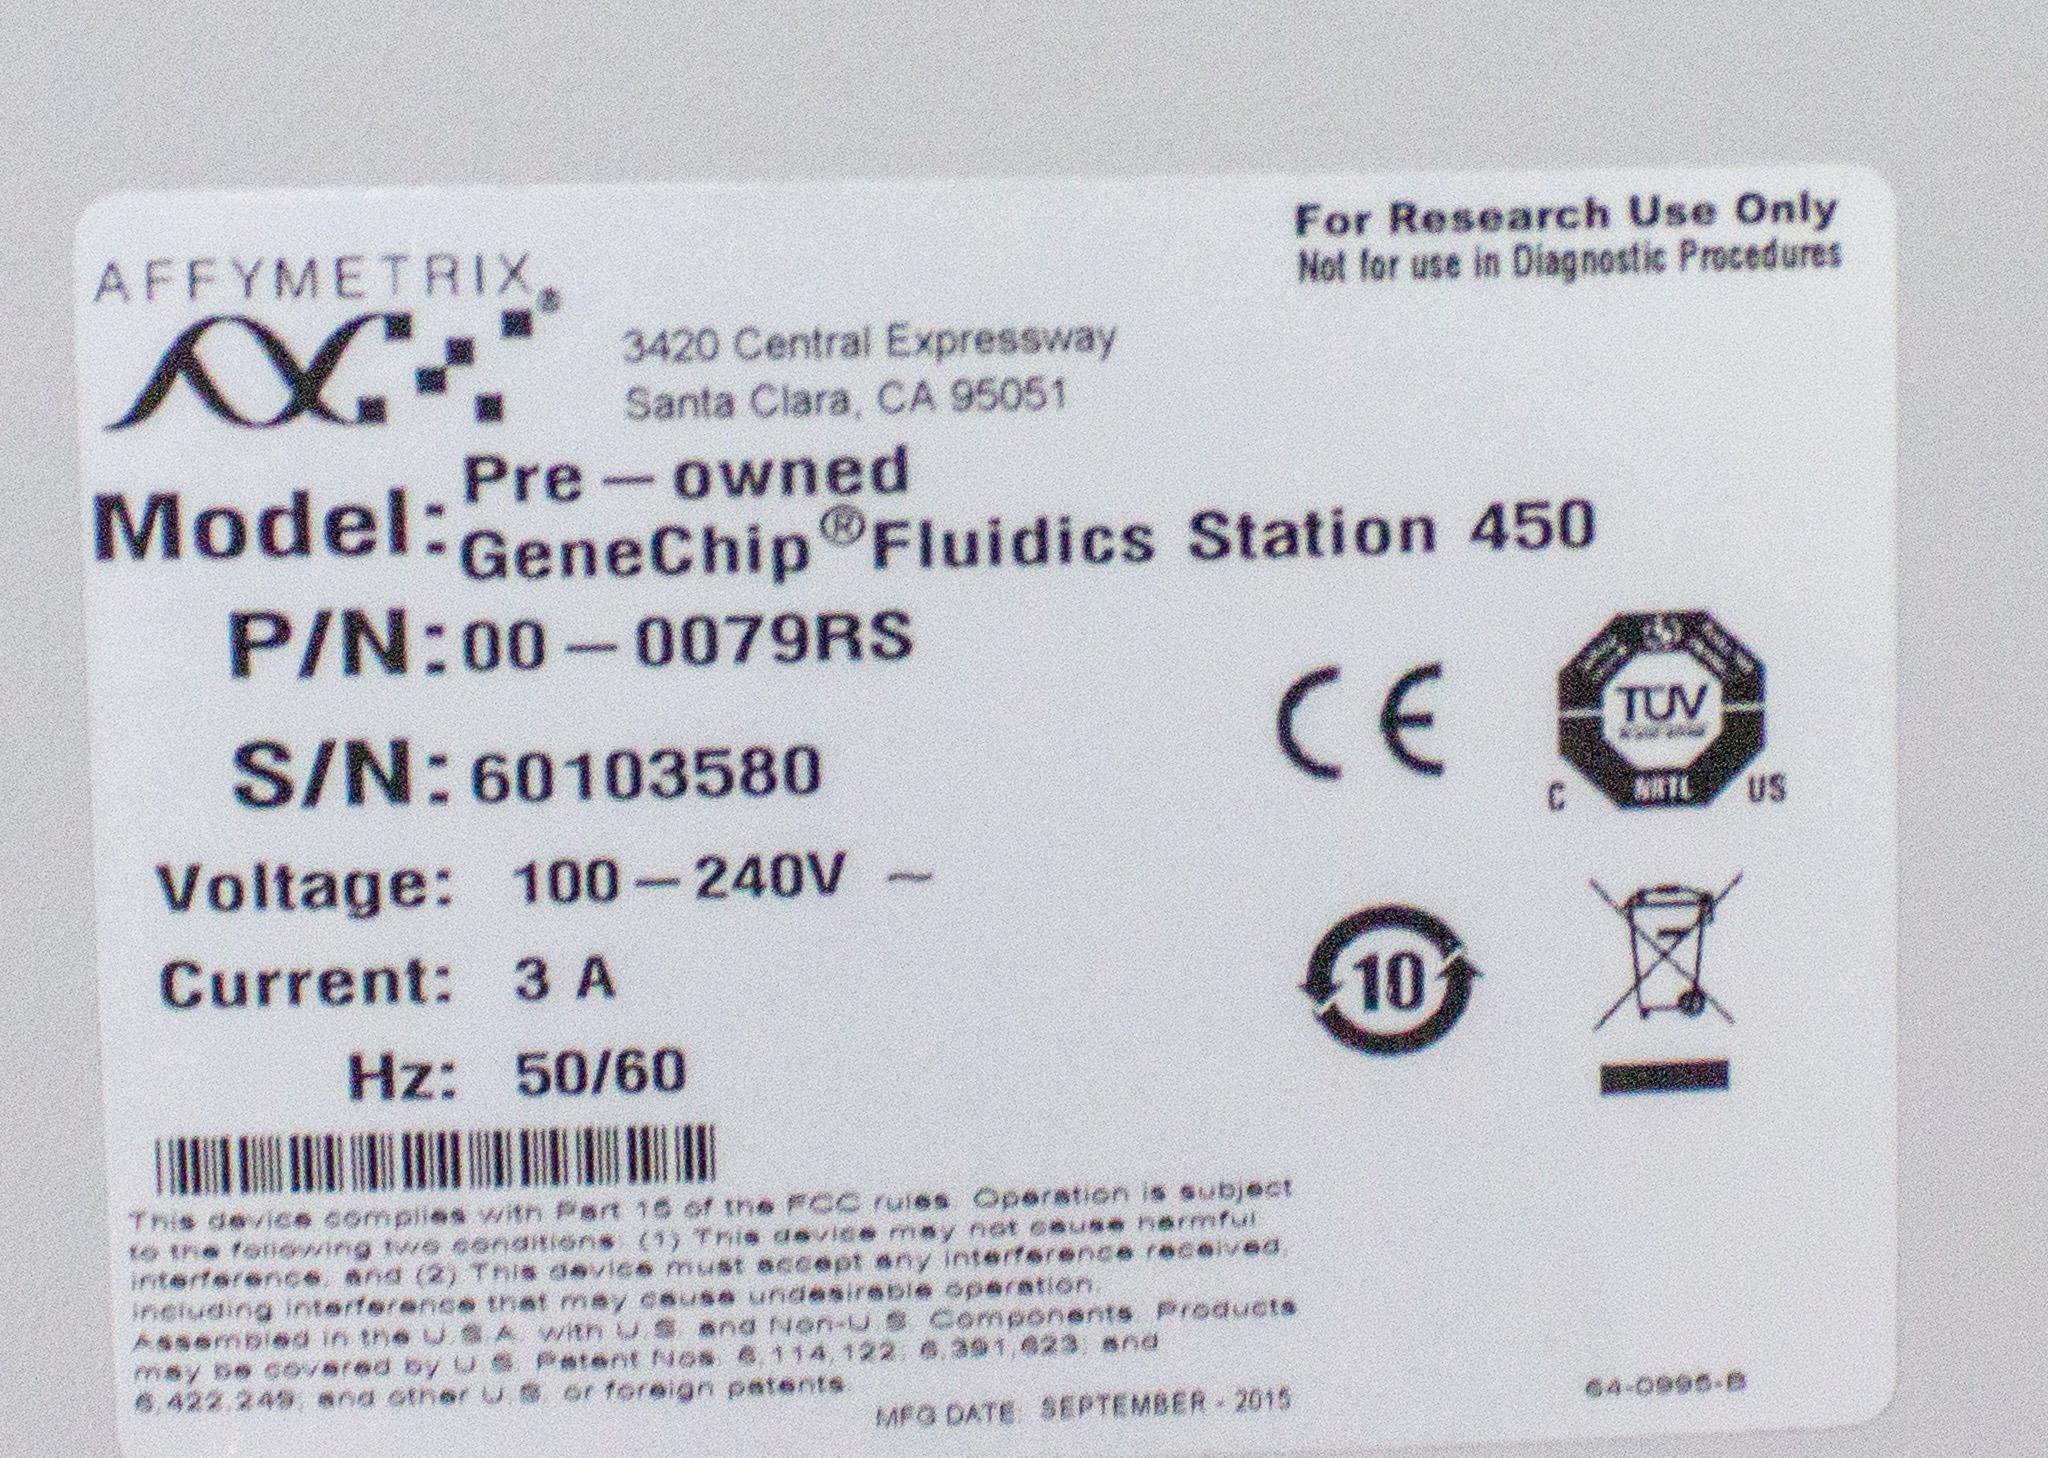 For Research Use Only
Not for use in Diagnostic Procedures
AFFYMETRIX®
3420 Central Expressway
Santa Clara, CA 95051
Model: Pre-owned
GeneChip® Fluidics Station 450
P/N: 00-0079RS
S/N: 60103580
CE
TÜV
NRTL
C US
Voltage: 100-240V ~
Current: 3 A
10
Hz: 50/60
This device complies with Part 15 of the FCC rules. Operation is subject
to the following two conditions: (1) This device may not cause harmful
interference, and (2) This device must accept any interference received,
including interference that may cause undesirable operation.
Assembled in the U.S.A. with U.S. and Non-U.S. Components. Products
may be covered by U.S. Patent Nos. 6,114,122; 6,391,623; and
6,422,249; and other U.S. or foreign patents
MFG DATE: SEPTEMBER - 2015
64-0996-B